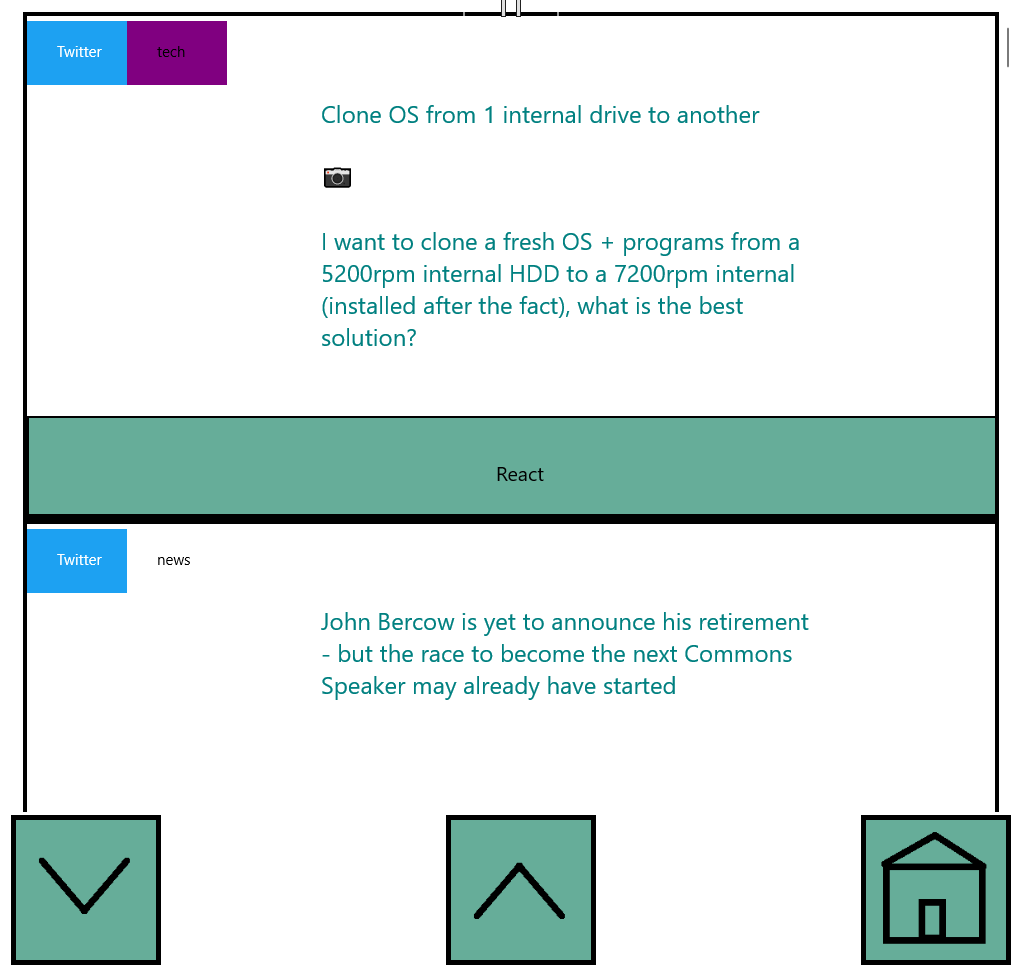 Twitter tech
Clone OS from 1 internal drive to another
I want to clone a fresh OS + programs from a
5200rpm internal HDD to a 7200rpm internal
(installed after the fact), what is the best
solution?
React
Twitter news
John Bercow is yet to announce his retirement
- but the race to become the next Commons
Speaker may already have started